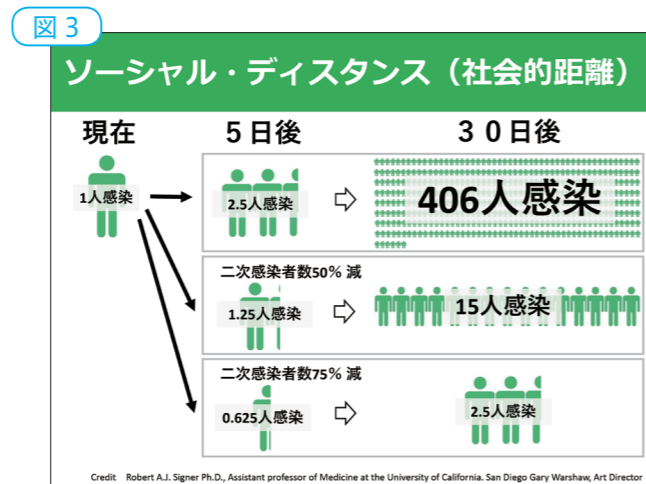 図3
ソーシャル・ディスタンス（社会的距離）
現在 5日後 30日後
1人感染
2.5人感染
406人感染
二次感染者数50% 減
1.25人感染
15人感染
二次感染者数75% 減
0.625人感染
2.5人感染
Credit Robert A.J. Signer Ph.D., Assistant professor of Medicine at the University of California. San Diego Gary Warshaw, Art Director